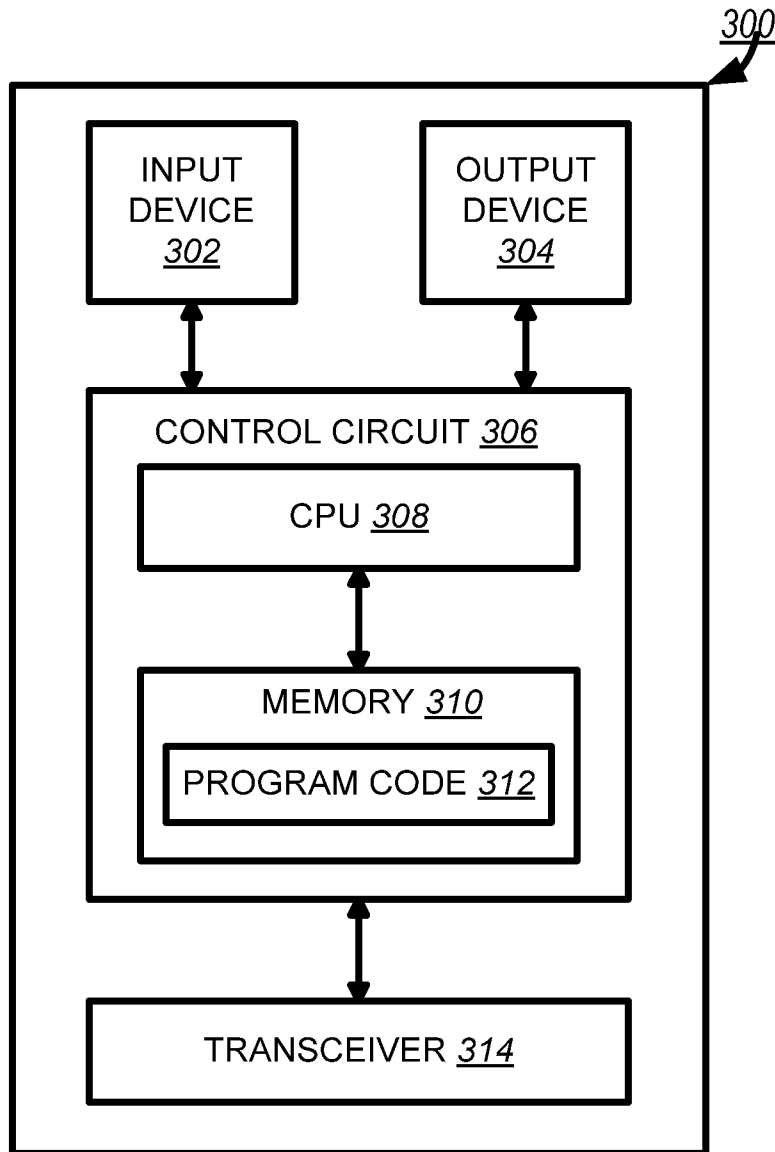 300
INPUT
DEVICE
302
OUTPUT
DEVICE
304
CONTROL CIRCUIT 306
CPU 308
MEMORY 310
PROGRAM CODE 312
TRANSCEIVER 314